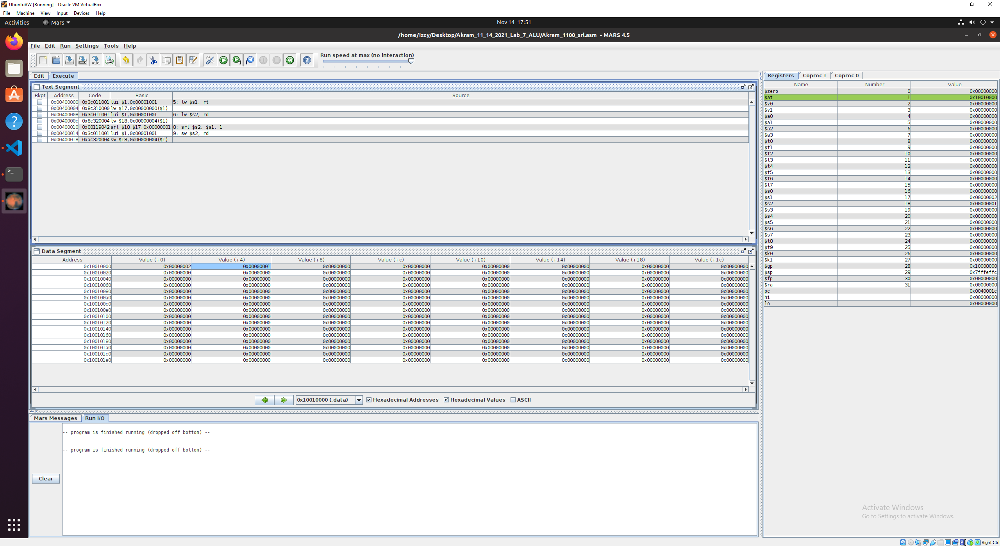 UbuntuVW [Running] - Oracle VM VirtualBox
File Machine View Input Devices Help
Activities Mars Nov 14 17:51
/home/izzy/Desktop/Akram_11_14_2021_Lab_7_ALU/Akram_1100_srl.asm - MARS 4.5
File Edit Run Settings Tools Help
Run speed at max (no interaction)
Edit Execute
Text Segment
Bkpt Address Code Basic Source
0x00400000 0x3c011001 lui $1,0x00001001 5: lw $s1, rt
0x00400004 0x8c310000 lw $17,0x00000000($1)
0x00400008 0x3c011001 lui $1,0x00001001 6: lw $s2, rd
0x0040000c 0x8c320004 lw $18,0x00000004($1)
0x00400010 0x00119042 srl $18,$17,0x00000001 8: srl $s2, $s1, 1
0x00400014 0x3c011001 lui $1,0x00001001 9: sw $s2, rd
0x00400018 0xac320004 sw $18,0x00000004($1)
Data Segment
Address Value (+0) Value (+4) Value (+8) Value (+c) Value (+10) Value (+14) Value (+18) Value (+1c)
0x10010000 0x00000002 0x00000001 0x00000000 0x00000000 0x00000000 0x00000000 0x00000000 0x00000000
0x10010020 0x00000000 0x00000000 0x00000000 0x00000000 0x00000000 0x00000000 0x00000000 0x00000000
0x10010040 0x00000000 0x00000000 0x00000000 0x00000000 0x00000000 0x00000000 0x00000000 0x00000000
0x10010060 0x00000000 0x00000000 0x00000000 0x00000000 0x00000000 0x00000000 0x00000000 0x00000000
0x10010080 0x00000000 0x00000000 0x00000000 0x00000000 0x00000000 0x00000000 0x00000000 0x00000000
0x100100a0 0x00000000 0x00000000 0x00000000 0x00000000 0x00000000 0x00000000 0x00000000 0x00000000
0x100100c0 0x00000000 0x00000000 0x00000000 0x00000000 0x00000000 0x00000000 0x00000000 0x00000000
0x100100e0 0x00000000 0x00000000 0x00000000 0x00000000 0x00000000 0x00000000 0x00000000 0x00000000
0x10010100 0x00000000 0x00000000 0x00000000 0x00000000 0x00000000 0x00000000 0x00000000 0x00000000
0x10010120 0x00000000 0x00000000 0x00000000 0x00000000 0x00000000 0x00000000 0x00000000 0x00000000
0x10010140 0x00000000 0x00000000 0x00000000 0x00000000 0x00000000 0x00000000 0x00000000 0x00000000
0x10010160 0x00000000 0x00000000 0x00000000 0x00000000 0x00000000 0x00000000 0x00000000 0x00000000
0x10010180 0x00000000 0x00000000 0x00000000 0x00000000 0x00000000 0x00000000 0x00000000 0x00000000
0x100101a0 0x00000000 0x00000000 0x00000000 0x00000000 0x00000000 0x00000000 0x00000000 0x00000000
0x100101c0 0x00000000 0x00000000 0x00000000 0x00000000 0x00000000 0x00000000 0x00000000 0x00000000
0x100101e0 0x00000000 0x00000000 0x00000000 0x00000000 0x00000000 0x00000000 0x00000000 0x00000000
0x10010000 (.data) Hexadecimal Addresses Hexadecimal Values ASCII
Mars Messages Run I/O
-- program is finished running (dropped off bottom) --
-- program is finished running (dropped off bottom) --
Clear
Registers Coproc 1 Coproc 0
Name Number Value
$zero 0 0x00000000
$at 1 0x10010000
$v0 2 0x00000000
$v1 3 0x00000000
$a0 4 0x00000000
$a1 5 0x00000000
$a2 6 0x00000000
$a3 7 0x00000000
$t0 8 0x00000000
$t1 9 0x00000000
$t2 10 0x00000000
$t3 11 0x00000000
$t4 12 0x00000000
$t5 13 0x00000000
$t6 14 0x00000000
$t7 15 0x00000000
$s0 16 0x00000000
$s1 17 0x00000002
$s2 18 0x00000001
$s3 19 0x00000000
$s4 20 0x00000000
$s5 21 0x00000000
$s6 22 0x00000000
$s7 23 0x00000000
$t8 24 0x00000000
$t9 25 0x00000000
$k0 26 0x00000000
$k1 27 0x00000000
$gp 28 0x10008000
$sp 29 0x7fffeffc
$fp 30 0x00000000
$ra 31 0x00000000
pc 0x0040001c
hi 0x00000000
lo 0x00000000
Activate Windows
Go to Settings to activate Windows.
Right Ctrl